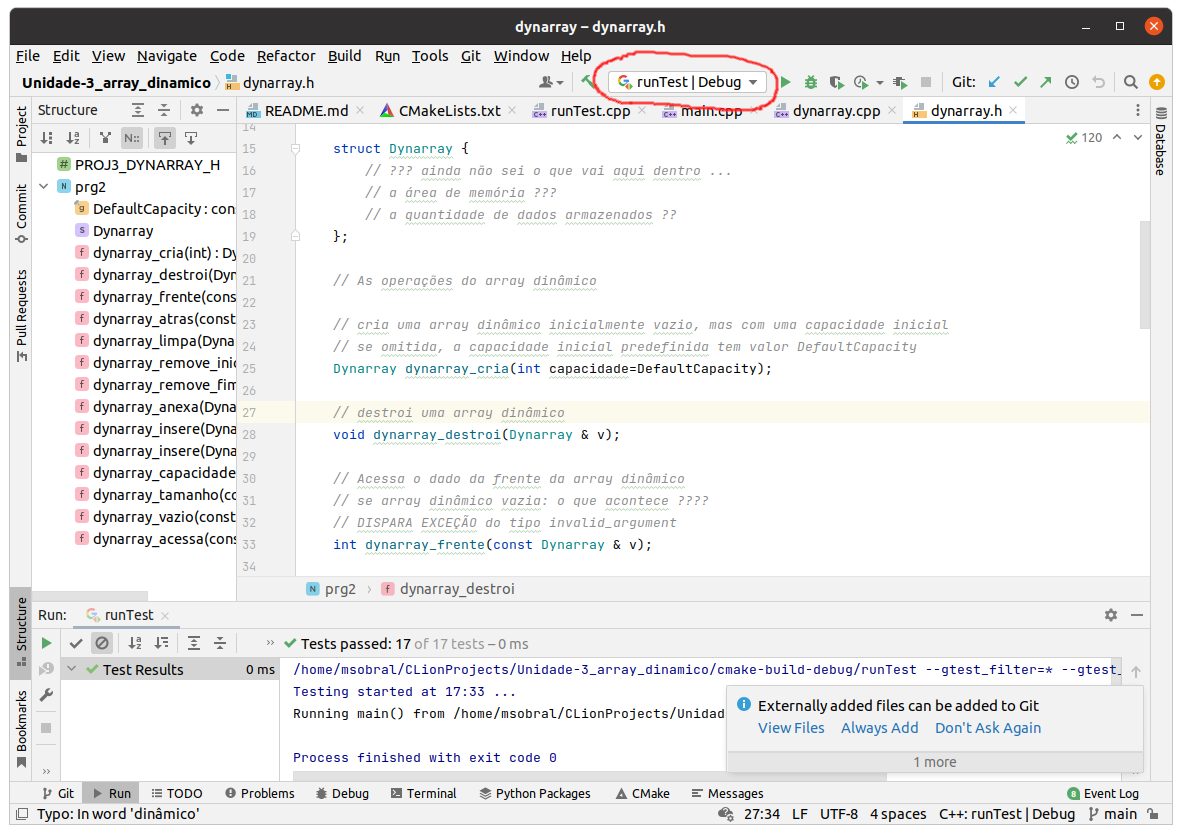 dynarray – dynarray.h
File Edit View Navigate Code Refactor Build Run Tools Git Window Help
Unidade-3_array_dinamico dynarray.h runTest | Debug Git:
Project
Commit
Pull Requests
Structure
Bookmarks
Database
Structure
PROJ3_DYNARRAY_H
prg2
DefaultCapacity : con
Dynarray
dynarray_cria(int) : Dy
dynarray_destroi(Dyn
dynarray_frente(cons
dynarray_atras(const
dynarray_limpa(Dyna
dynarray_remove_inic
dynarray_remove_fim
dynarray_anexa(Dyna
dynarray_insere(Dyna
dynarray_insere(Dyna
dynarray_capacidade
dynarray_tamanho(co
dynarray_vazio(const
dynarray_acessa(cons
README.md CMakeLists.txt runTest.cpp main.cpp dynarray.cpp dynarray.h
120
14
15 struct Dynarray {
16 // ??? ainda não sei o que vai aqui dentro ...
17 // a área de memória ???
18 // a quantidade de dados armazenados ??
19 };
20
21 // As operações do array dinâmico
22
23 // cria uma array dinâmico inicialmente vazio, mas com uma capacidade inicial
24 // se omitida, a capacidade inicial predefinida tem valor DefaultCapacity
25 Dynarray dynarray_cria(int capacidade=DefaultCapacity);
26
27 // destroi uma array dinâmico
28 void dynarray_destroi(Dynarray & v);
29
30 // Acessa o dado da frente da array dinâmico
31 // se array dinâmico vazia: o que acontece ????
32 // DISPARA EXCEÇÃO do tipo invalid_argument
33 int dynarray_frente(const Dynarray & v);
34
prg2 › dynarray_destroi
Run: runTest
Tests passed: 17 of 17 tests – 0 ms
Test Results 0 ms
/home/msobral/CLionProjects/Unidade-3_array_dinamico/cmake-build-debug/runTest --gtest_filter=* --gtest_
Testing started at 17:33 ...
Running main() from /home/msobral/CLionProjects/Unidad
Process finished with exit code 0
Externally added files can be added to Git
View Files Always Add Don't Ask Again
1 more
Git Run TODO Problems Debug Terminal Python Packages CMake Messages 8 Event Log
Typo: In word 'dinâmico' 27:34 LF UTF-8 4 spaces C++: runTest | Debug main